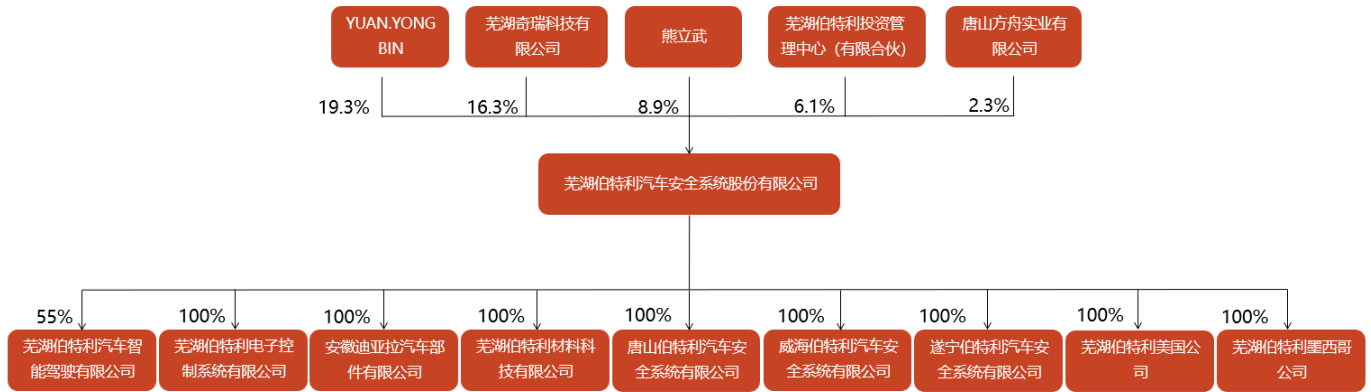 YUAN.YONG
BIN
芜湖奇瑞科技有
限公司
熊立武
芜湖伯特利投资管
理中心（有限合伙）
唐山方舟实业有
限公司
19.3%
16.3%
8.9%
6.1%
2.3%
芜湖伯特利汽车安全系统股份有限公司
55%
100%
100%
100%
100%
100%
100%
100%
100%
芜湖伯特利汽车智
能驾驶有限公司
芜湖伯特利电子控
制系统有限公司
安徽迪亚拉汽车部
件有限公司
芜湖伯特利材料科
技有限公司
唐山伯特利汽车安
全系统有限公司
威海伯特利汽车安
全系统有限公司
遂宁伯特利汽车安
全系统有限公司
芜湖伯特利美国公
司
芜湖伯特利墨西哥
公司